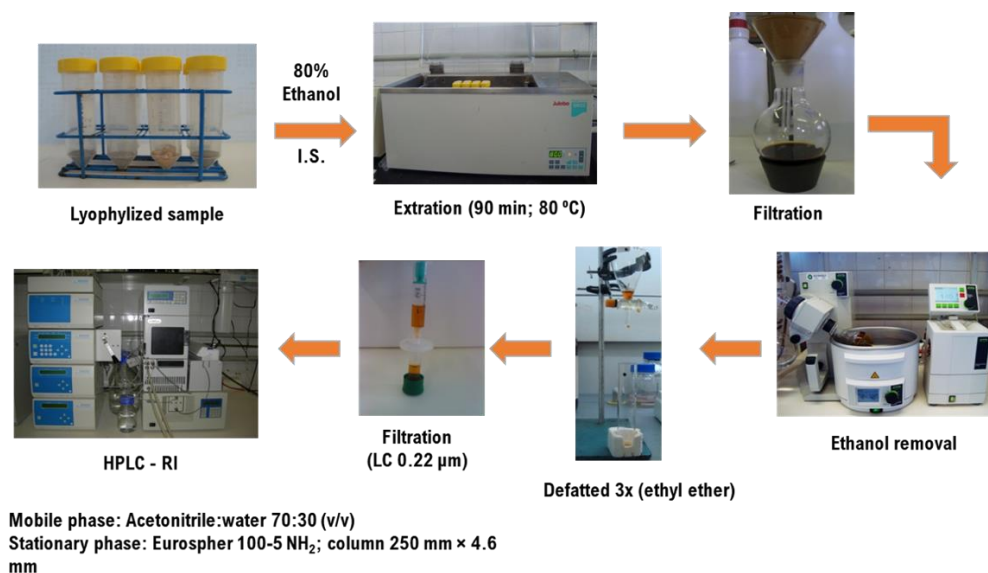 80%
Ethanol
I.S.
Lyophylized sample
Extration (90 min; 80 ºC)
Filtration
Ethanol removal
Defatted 3x (ethyl ether)
Filtration
(LC 0.22 µm)
HPLC - RI
Mobile phase: Acetonitrile:water 70:30 (v/v)
Stationary phase: Eurospher 100-5 NH₂; column 250 mm × 4.6
mm